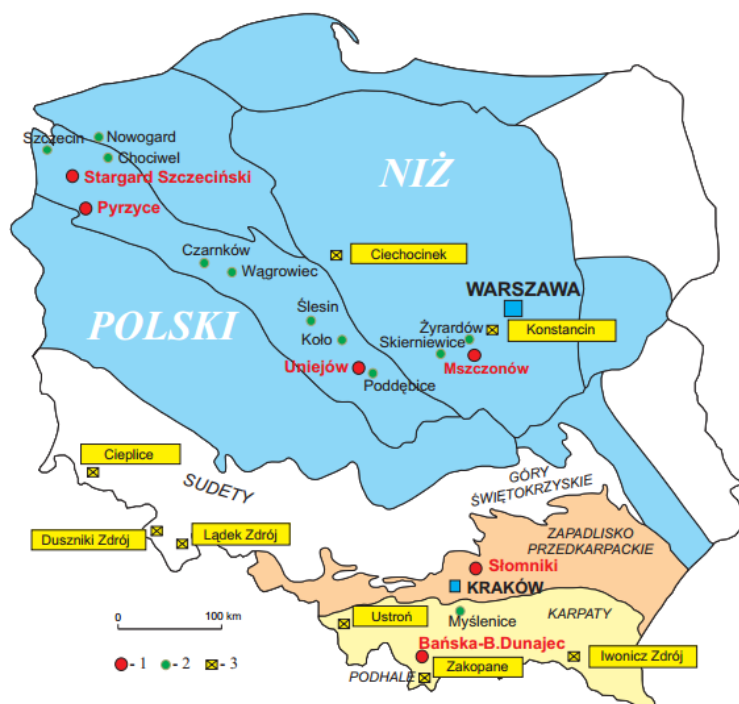 Szczecin
Nowogard
Chociwel
Stargard Szczeciński
Pyrzyce
NIŻ
Czarnków
Wągrowiec
Ciechocinek
WARSZAWA
POLSKI
Ślesin
Koło
Żyrardów
Konstancin
Skierniewice
Uniejów
Poddębice
Mszczonów
Cieplice
SUDETY
GÓRY
ŚWIĘTOKRZYSKIE
Duszniki Zdrój
Lądek Zdrój
ZAPADLISKO
PRZEDKARPACKIE
Słomniki
KRAKÓW
0 100 km
Ustroń
Myślenice
KARPATY
Bańska-B.Dunajec
Iwonicz Zdrój
- 1 - 2 - 3
PODHALE
Zakopane